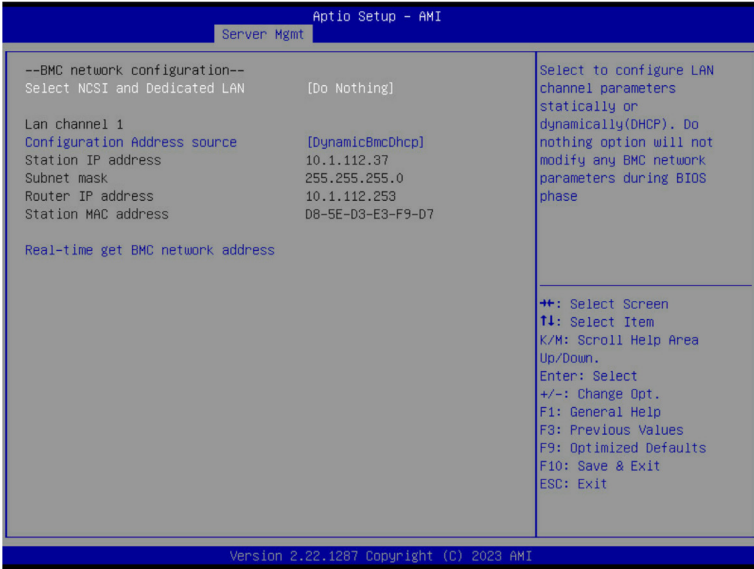 Aptio Setup - AMI
Server Mgmt
--BMC network configuration--
Select NCSI and Dedicated LAN [Do Nothing]
Lan channel 1
Configuration Address source [DynamicBmcDhcp]
Station IP address 10.1.112.37
Subnet mask 255.255.255.0
Router IP address 10.1.112.253
Station MAC address D8-5E-D3-E3-F9-D7
Real-time get BMC network address
Select to configure LAN
channel parameters
statically or
dynamically(DHCP). Do
nothing option will not
modify any BMC network
parameters during BIOS
phase
→←: Select Screen
↑↓: Select Item
K/M: Scroll Help Area
Up/Down.
Enter: Select
+/-: Change Opt.
F1: General Help
F3: Previous Values
F9: Optimized Defaults
F10: Save & Exit
ESC: Exit
Version 2.22.1287 Copyright (C) 2023 AMI